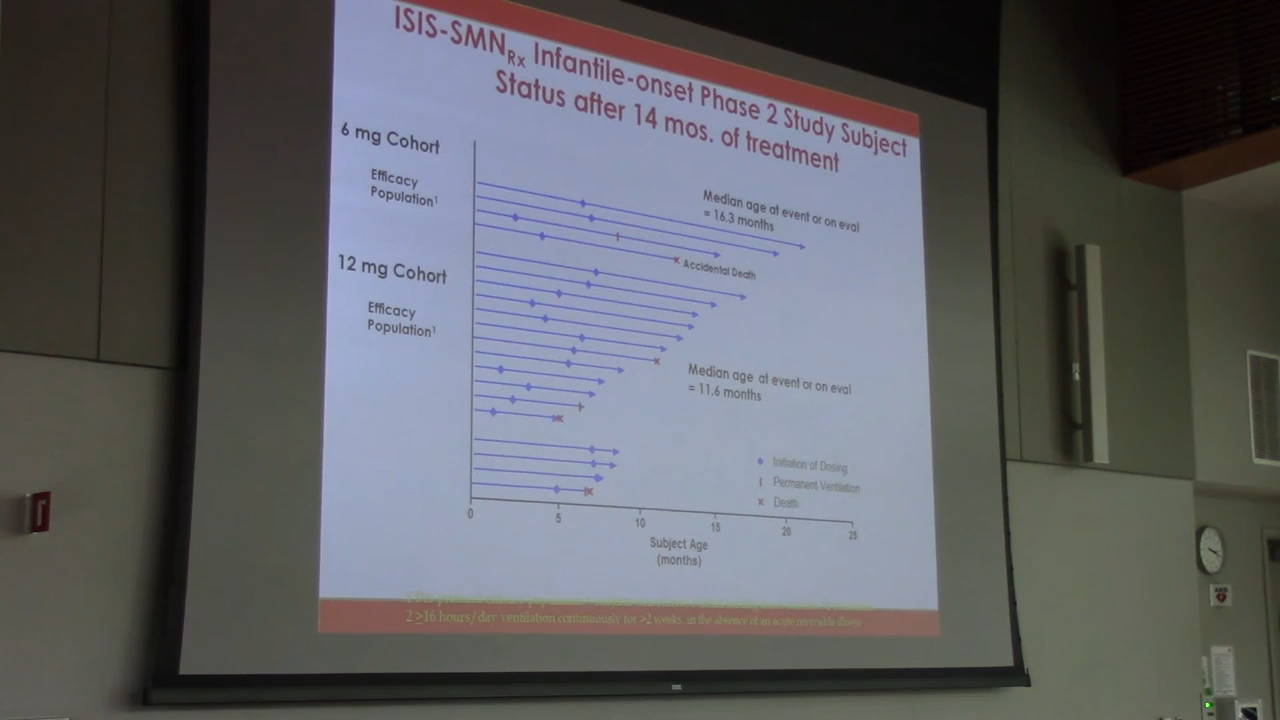 ISIS-SMNRx Infantile-onset Phase 2 Study Subject
Status after 14 mos. of treatment
6 mg Cohort
Efficacy
Population1
Median age at event or on eval
= 16.3 months
Accidental Death
12 mg Cohort
Efficacy
Population1
Median age at event or on eval
= 11.6 months
Initiation of Dosing
Permanent Ventilation
Death
0 5 10 15 20 25
Subject Age
(months)
2 ≥16 hours/day ventilation continuously for >2 weeks, in the absence of an acute reversible illness
AED